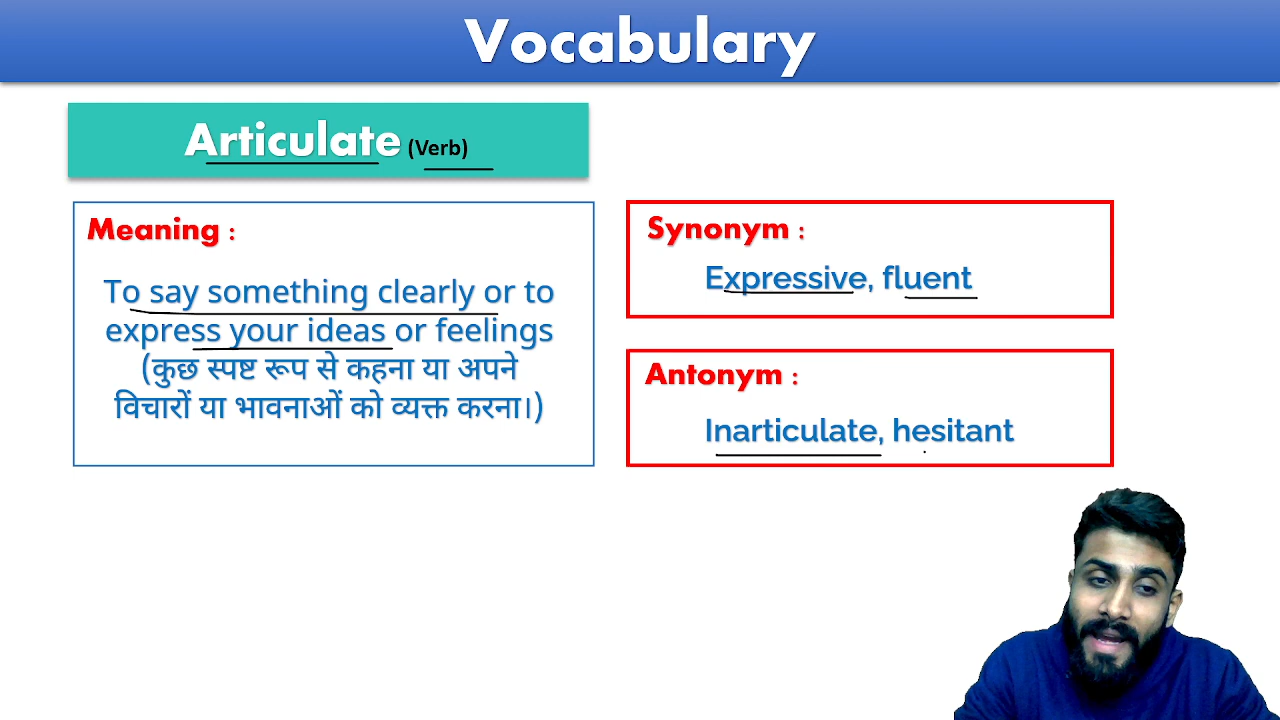 Vocabulary
Articulate (Verb)
Meaning :
To say something clearly or to
express your ideas or feelings
(कुछ स्पष्ट रूप से कहना या अपने
विचारों या भावनाओं को व्यक्त करना।)
Synonym :
Expressive, fluent
Antonym :
Inarticulate, hesitant